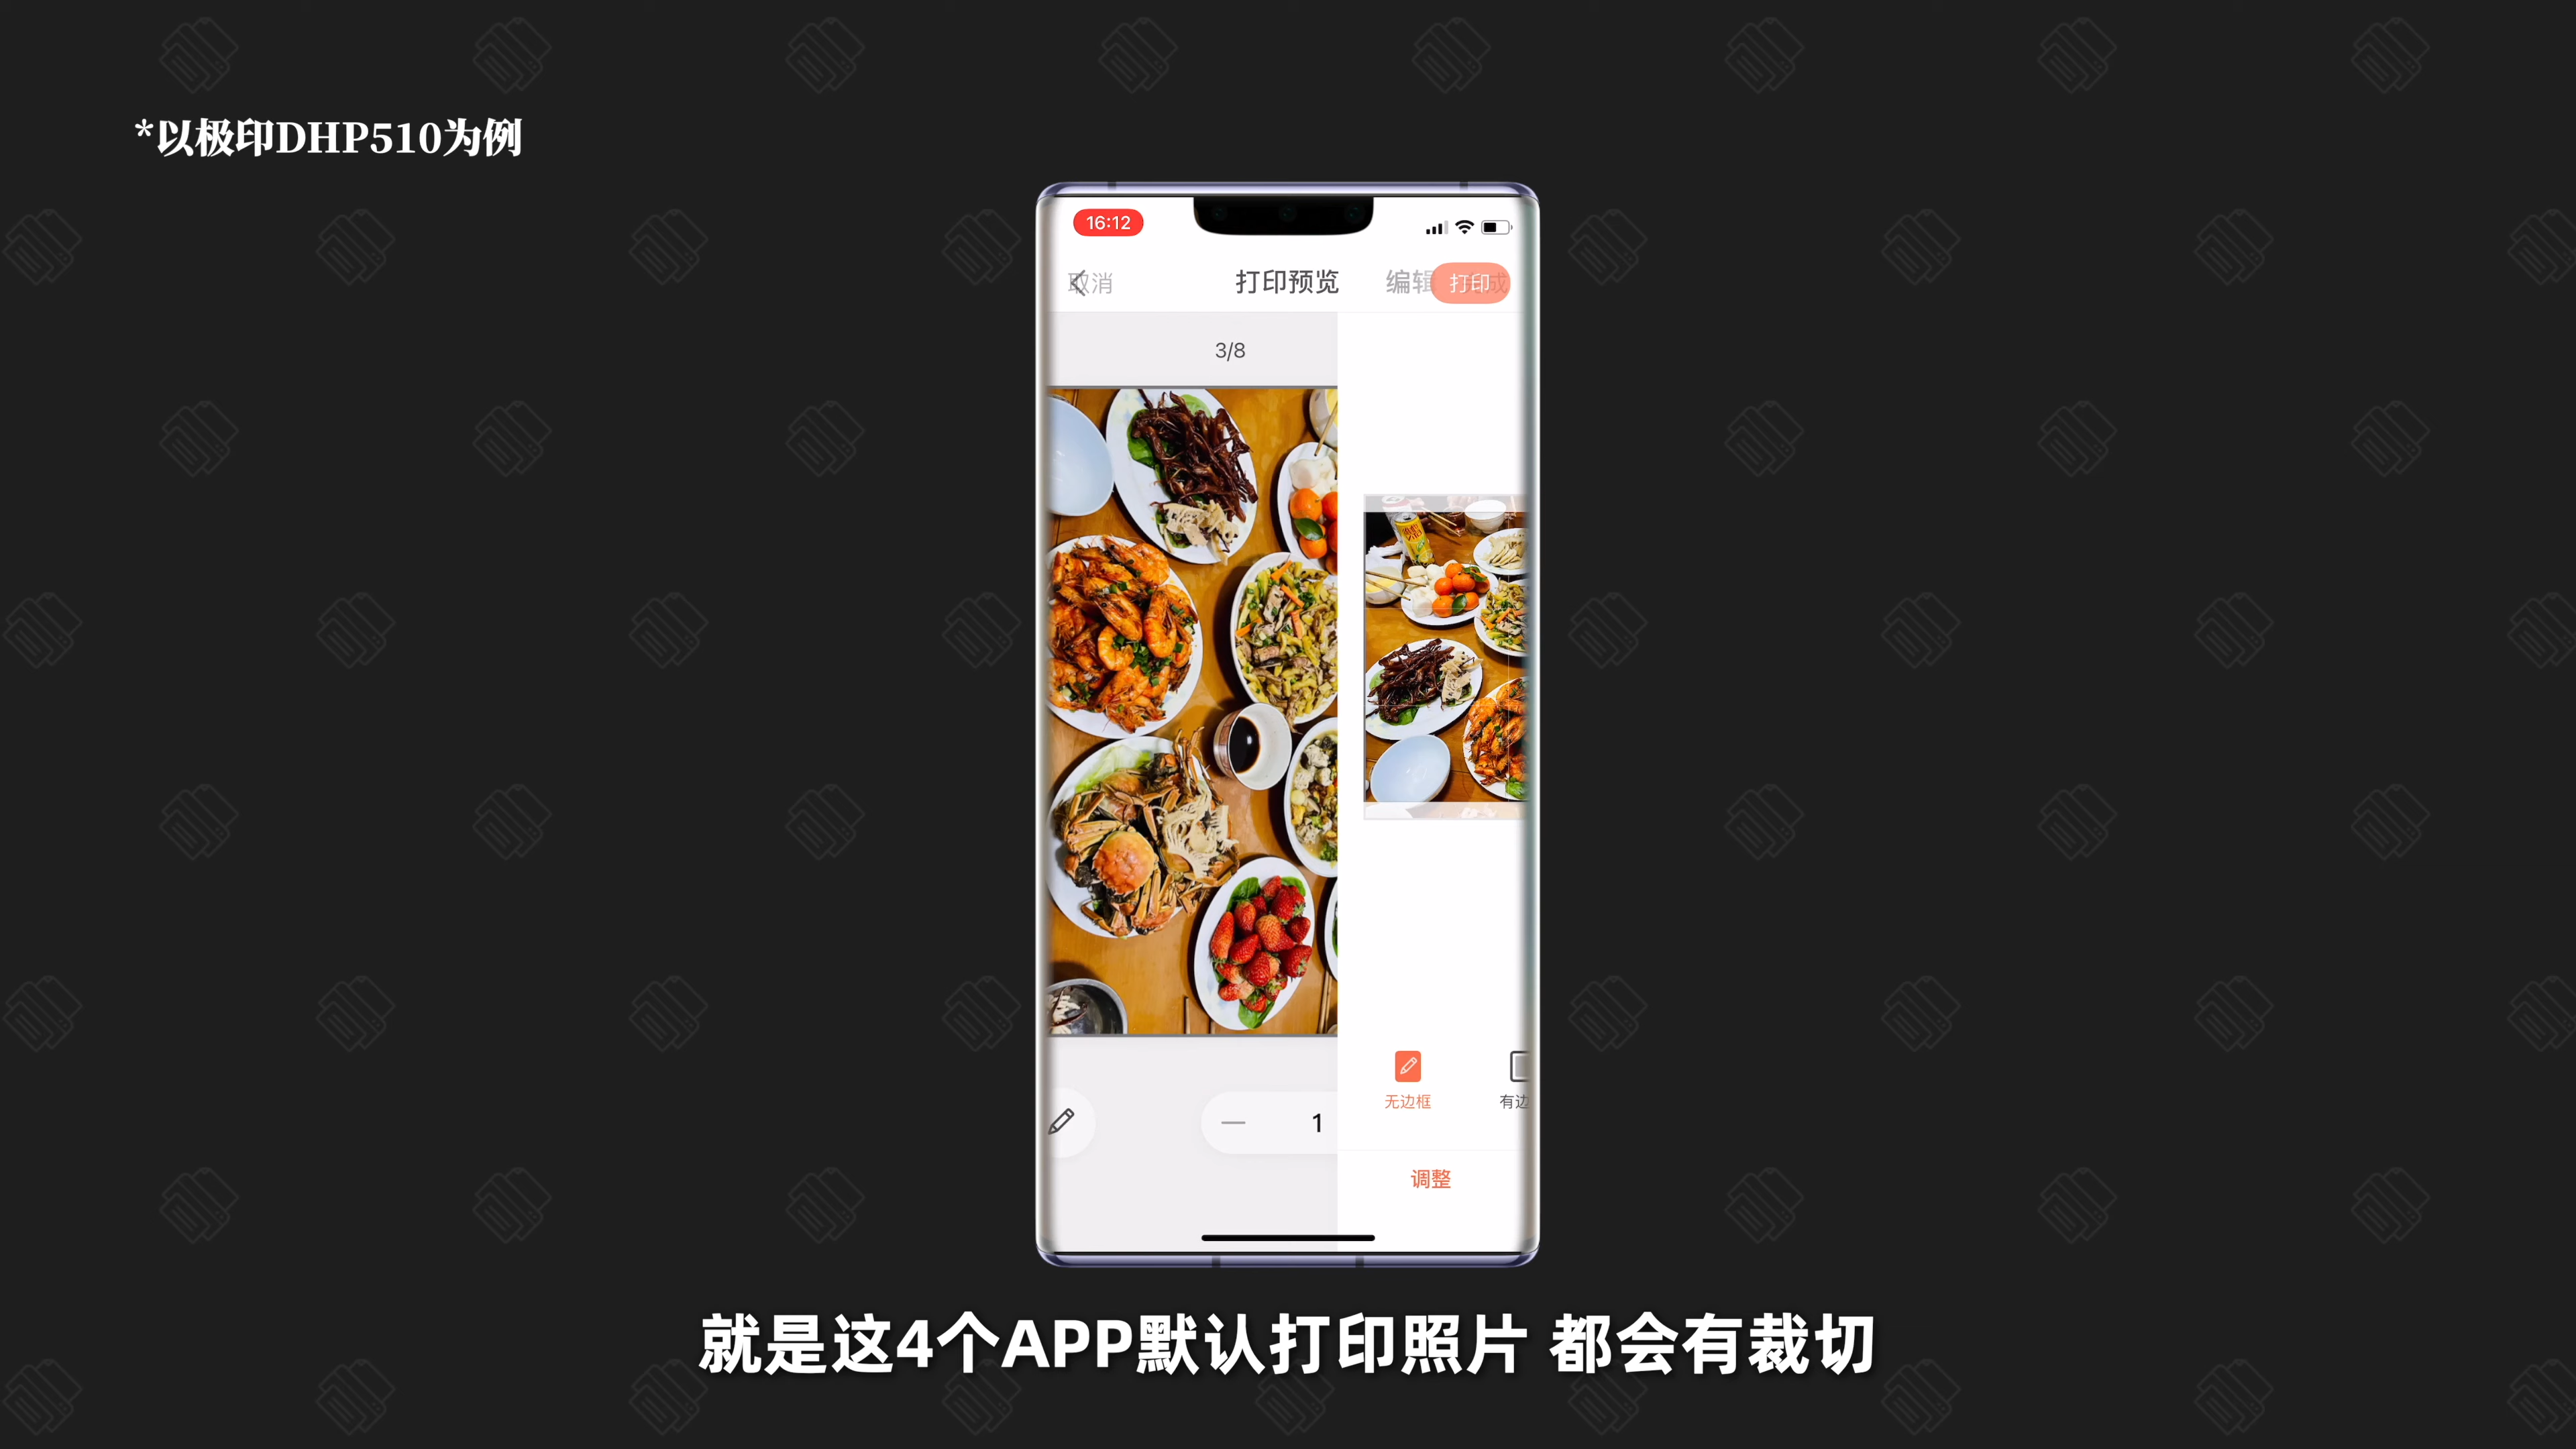 *以极印DHP510为例
16:12
取消
打印预览
编辑
打印
3/8
无边框
有边
1
调整
就是这4个APP默认打印照片 都会有裁切